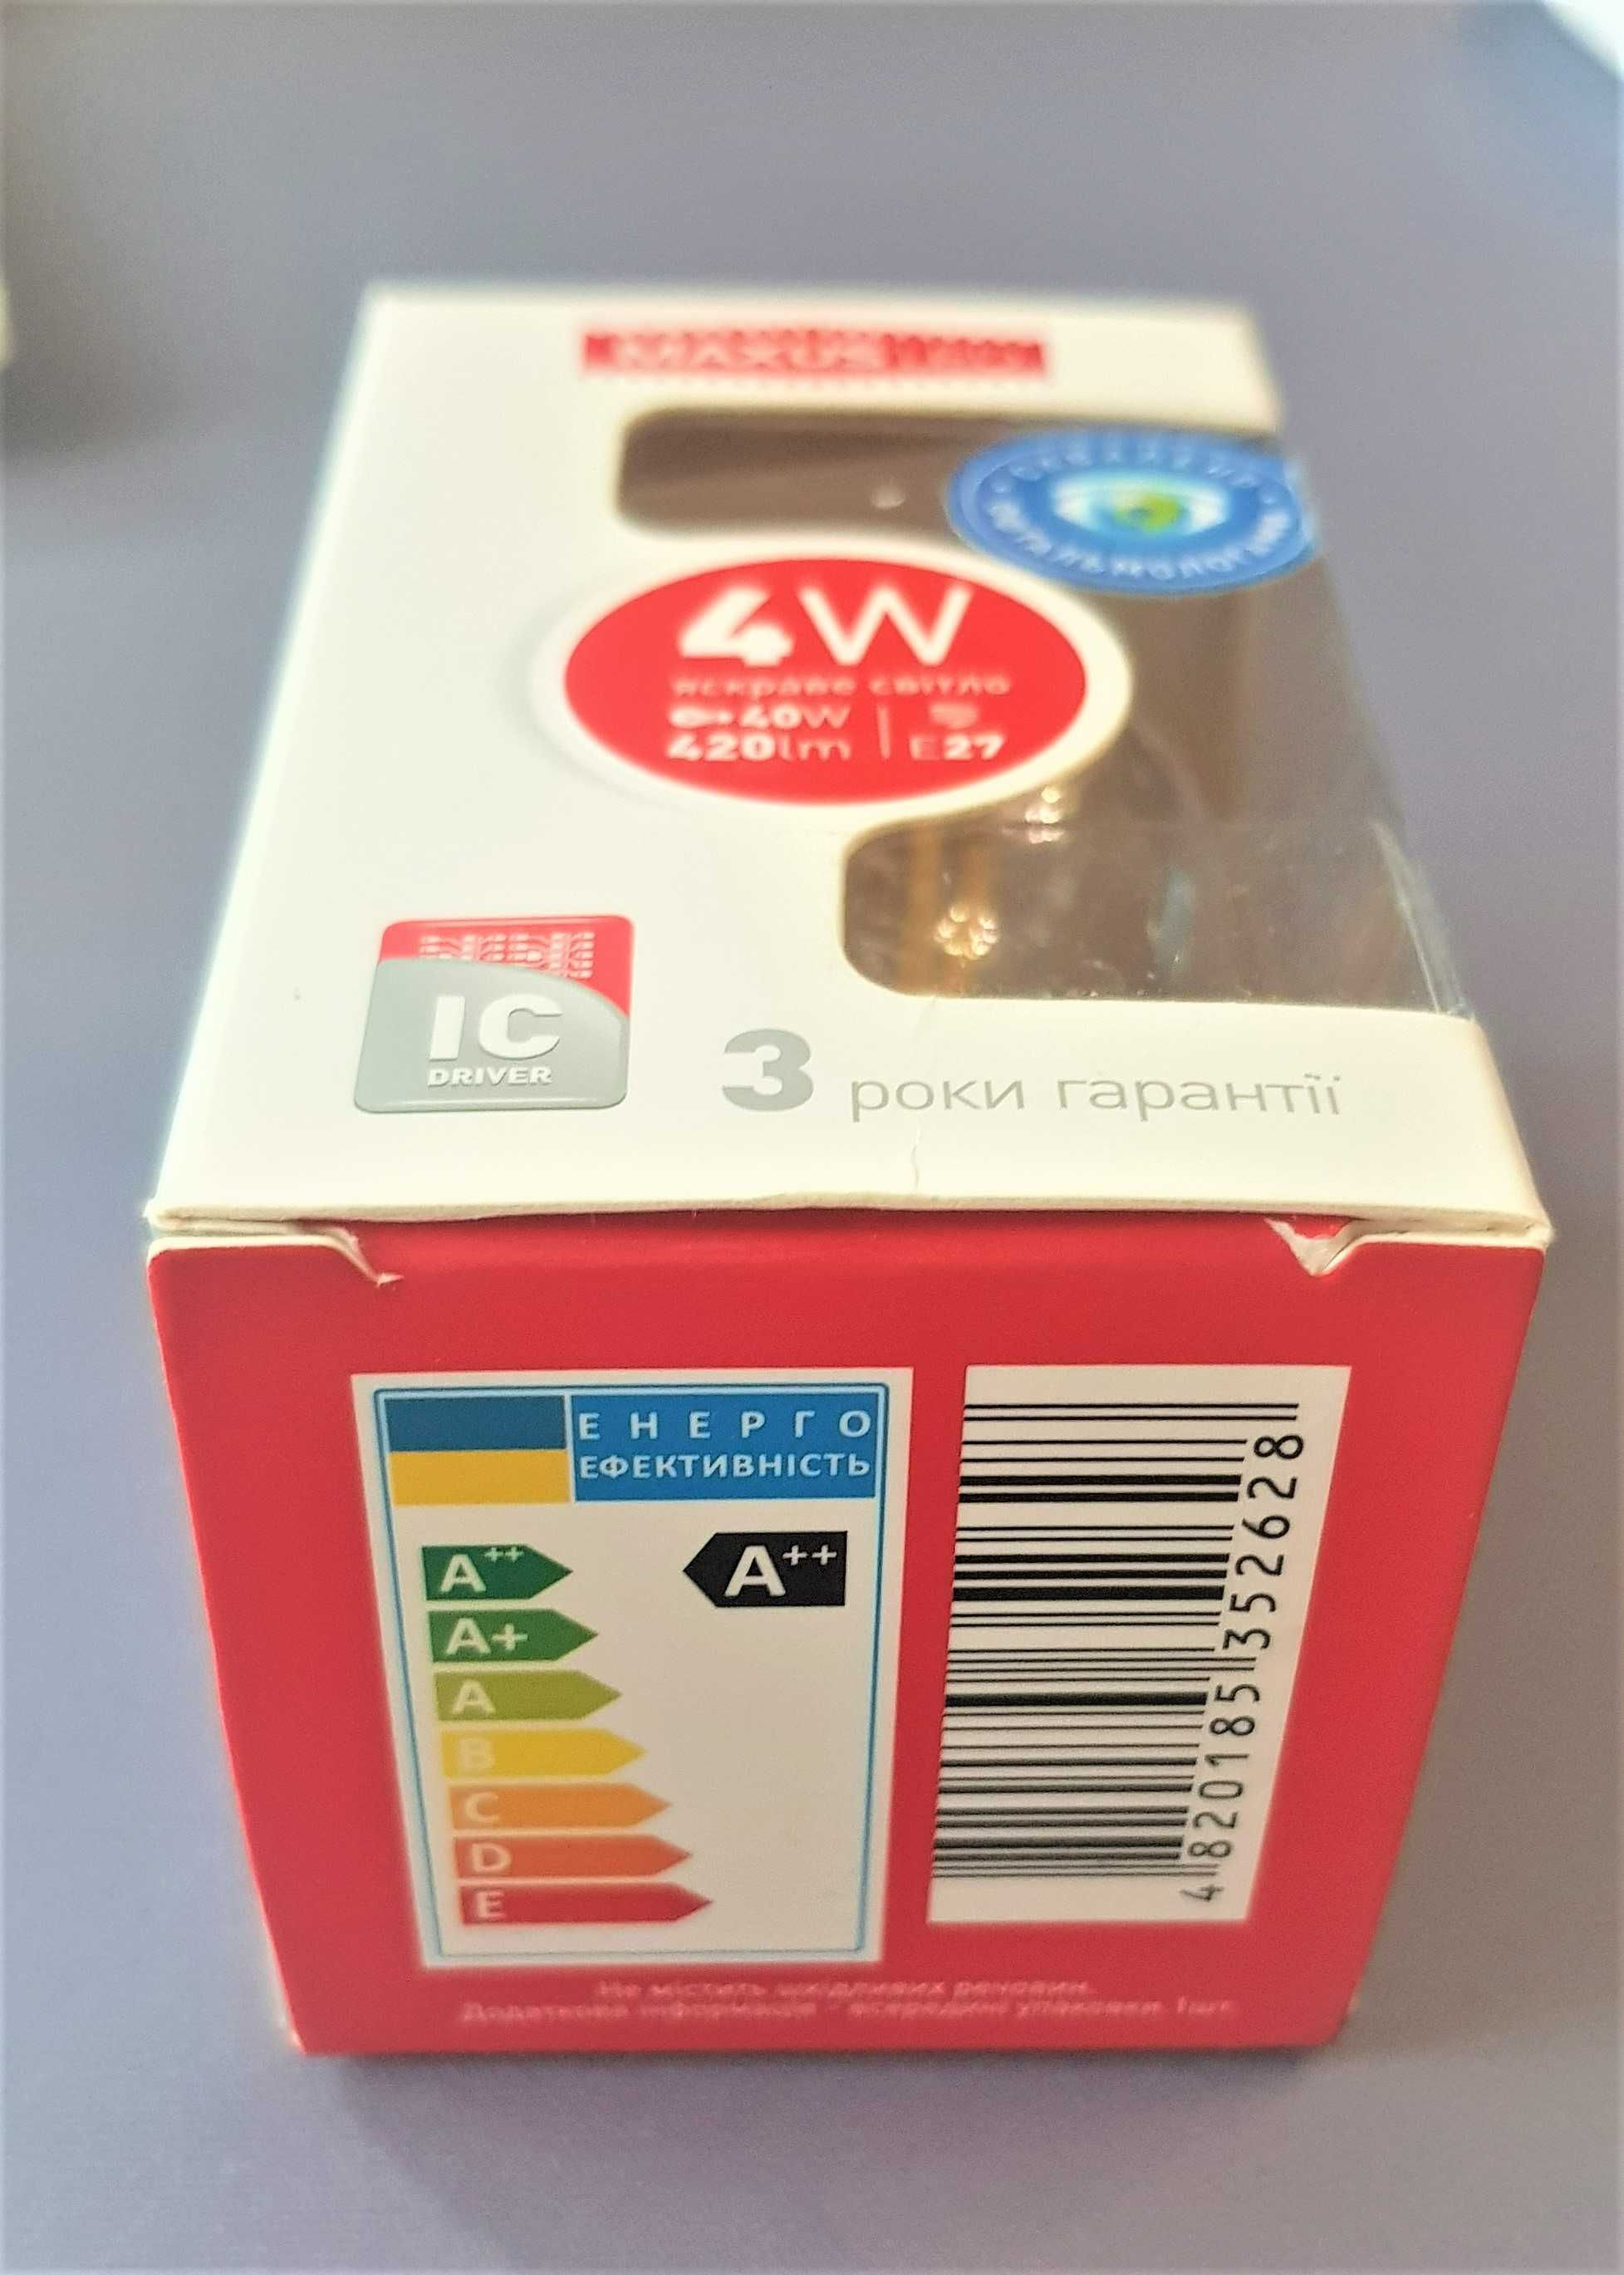 MAXUS
4W
яскраве світло
40W
420lm
E27
IC
DRIVER
3 роки гарантії
ЕНЕРГО
ЕФЕКТИВНІСТЬ
A++
A++
A+
A
B
C
D
E
4 820185 352628
Не містить шкідливих речовин.
Додаткова інформація - всередині упаковки. 1шт.